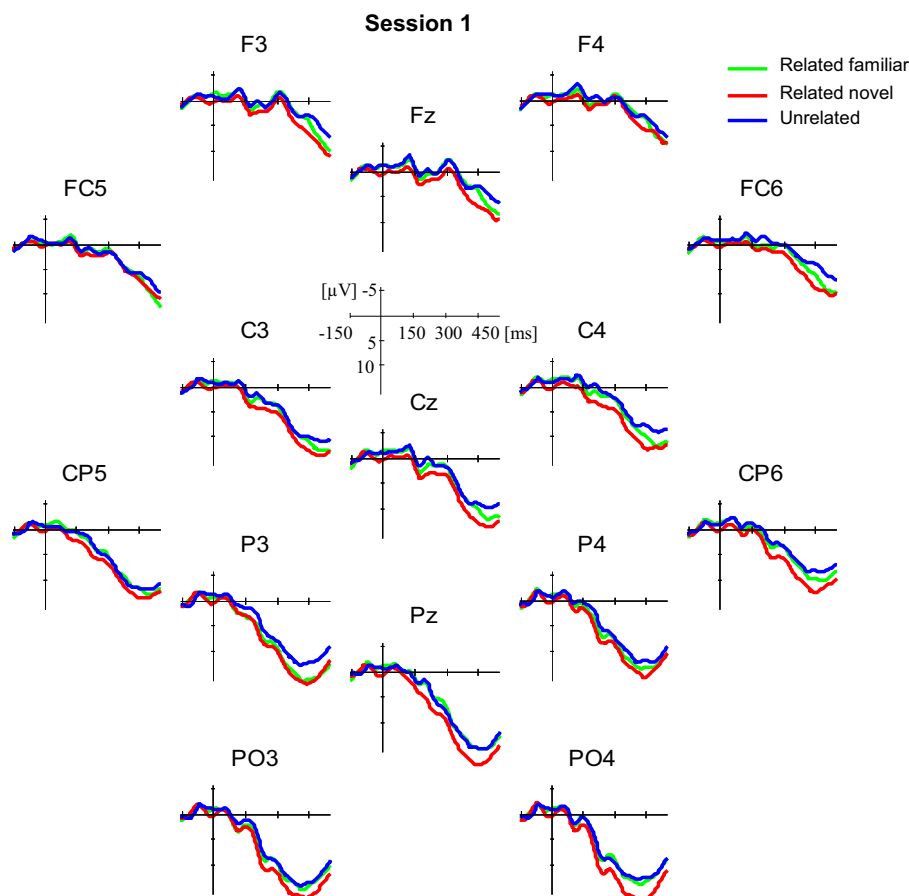 Session 1
F3
F4
Related familiar
Related novel
Unrelated
Fz
FC5
FC6
[µV] -5
-150 150 300 450 [ms]
5
10
C3
C4
Cz
CP5
CP6
P3
P4
Pz
PO3
PO4